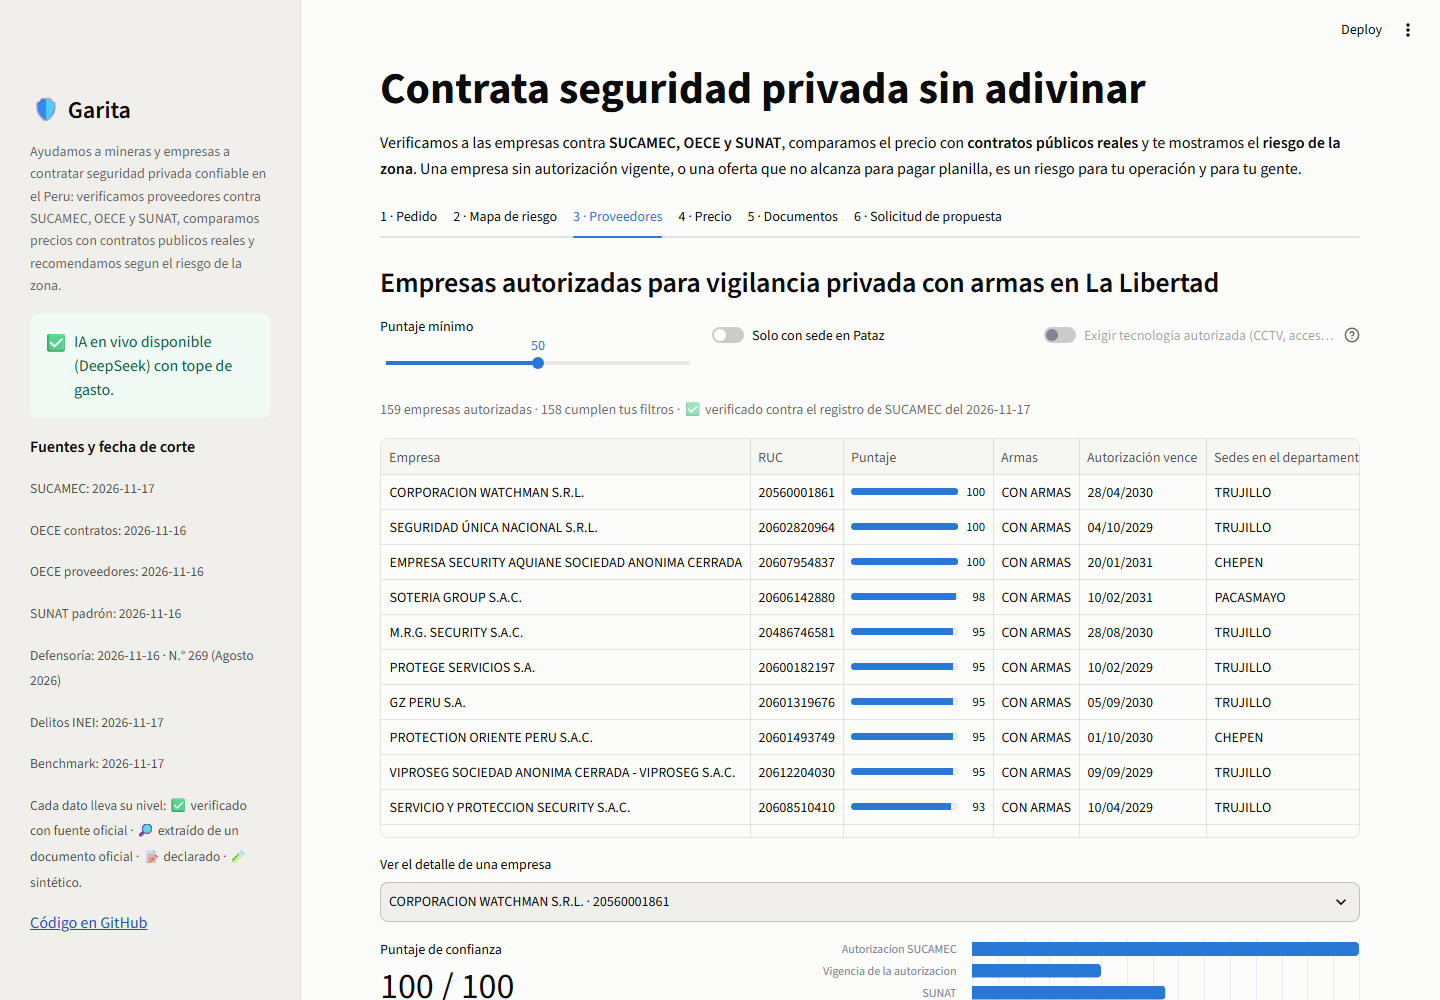 Deploy
Garita
Ayudamos a mineras y empresas a
contratar seguridad privada confiable en
el Peru: verificamos proveedores contra
SUCAMEC, OECE y SUNAT, comparamos
precios con contratos publicos reales y
recomendamos segun el riesgo de la
zona.
IA en vivo disponible
(DeepSeek) con tope de
gasto.
Fuentes y fecha de corte
SUCAMEC: 2026-11-17
OECE contratos: 2026-11-16
OECE proveedores: 2026-11-16
SUNAT padrón: 2026-11-16
Defensoría: 2026-11-16 · N.° 269 (Agosto
2026)
Delitos INEI: 2026-11-17
Benchmark: 2026-11-17
Cada dato lleva su nivel: ✅ verificado
con fuente oficial · 🔎 extraído de un
documento oficial · 📝 declarado · 🧪
sintético.
Código en GitHub
Contrata seguridad privada sin adivinar
Verificamos a las empresas contra SUCAMEC, OECE y SUNAT, comparamos el precio con contratos públicos reales y te mostramos el riesgo de la
zona. Una empresa sin autorización vigente, o una oferta que no alcanza para pagar planilla, es un riesgo para tu operación y para tu gente.
1 · Pedido 2 · Mapa de riesgo 3 · Proveedores 4 · Precio 5 · Documentos 6 · Solicitud de propuesta
Empresas autorizadas para vigilancia privada con armas en La Libertad
Puntaje mínimo
50
Solo con sede en Pataz
Exigir tecnología autorizada (CCTV, acces...
159 empresas autorizadas · 158 cumplen tus filtros · ✅ verificado contra el registro de SUCAMEC del 2026-11-17
Empresa RUC Puntaje Armas Autorización vence Sedes en el departament
CORPORACION WATCHMAN S.R.L. 20560001861 100 CON ARMAS 28/04/2030 TRUJILLO
SEGURIDAD ÚNICA NACIONAL S.R.L. 20602820964 100 CON ARMAS 04/10/2029 TRUJILLO
EMPRESA SECURITY AQUIANE SOCIEDAD ANONIMA CERRADA 20607954837 100 CON ARMAS 20/01/2031 CHEPEN
SOTERIA GROUP S.A.C. 20606142880 98 CON ARMAS 10/02/2031 PACASMAYO
M.R.G. SECURITY S.A.C. 20486746581 95 CON ARMAS 28/08/2030 TRUJILLO
PROTEGE SERVICIOS S.A. 20600182197 95 CON ARMAS 10/02/2029 TRUJILLO
GZ PERU S.A. 20601319676 95 CON ARMAS 05/09/2030 TRUJILLO
PROTECTION ORIENTE PERU S.A.C. 20601493749 95 CON ARMAS 01/10/2030 CHEPEN
VIPROSEG SOCIEDAD ANONIMA CERRADA - VIPROSEG S.A.C. 20612204030 95 CON ARMAS 09/09/2029 TRUJILLO
SERVICIO Y PROTECCION SECURITY S.A.C. 20608510410 93 CON ARMAS 10/04/2029 TRUJILLO
Ver el detalle de una empresa
CORPORACION WATCHMAN S.R.L. · 20560001861
Puntaje de confianza
100 / 100
Autorizacion SUCAMEC
Vigencia de la autorizacion
SUNAT